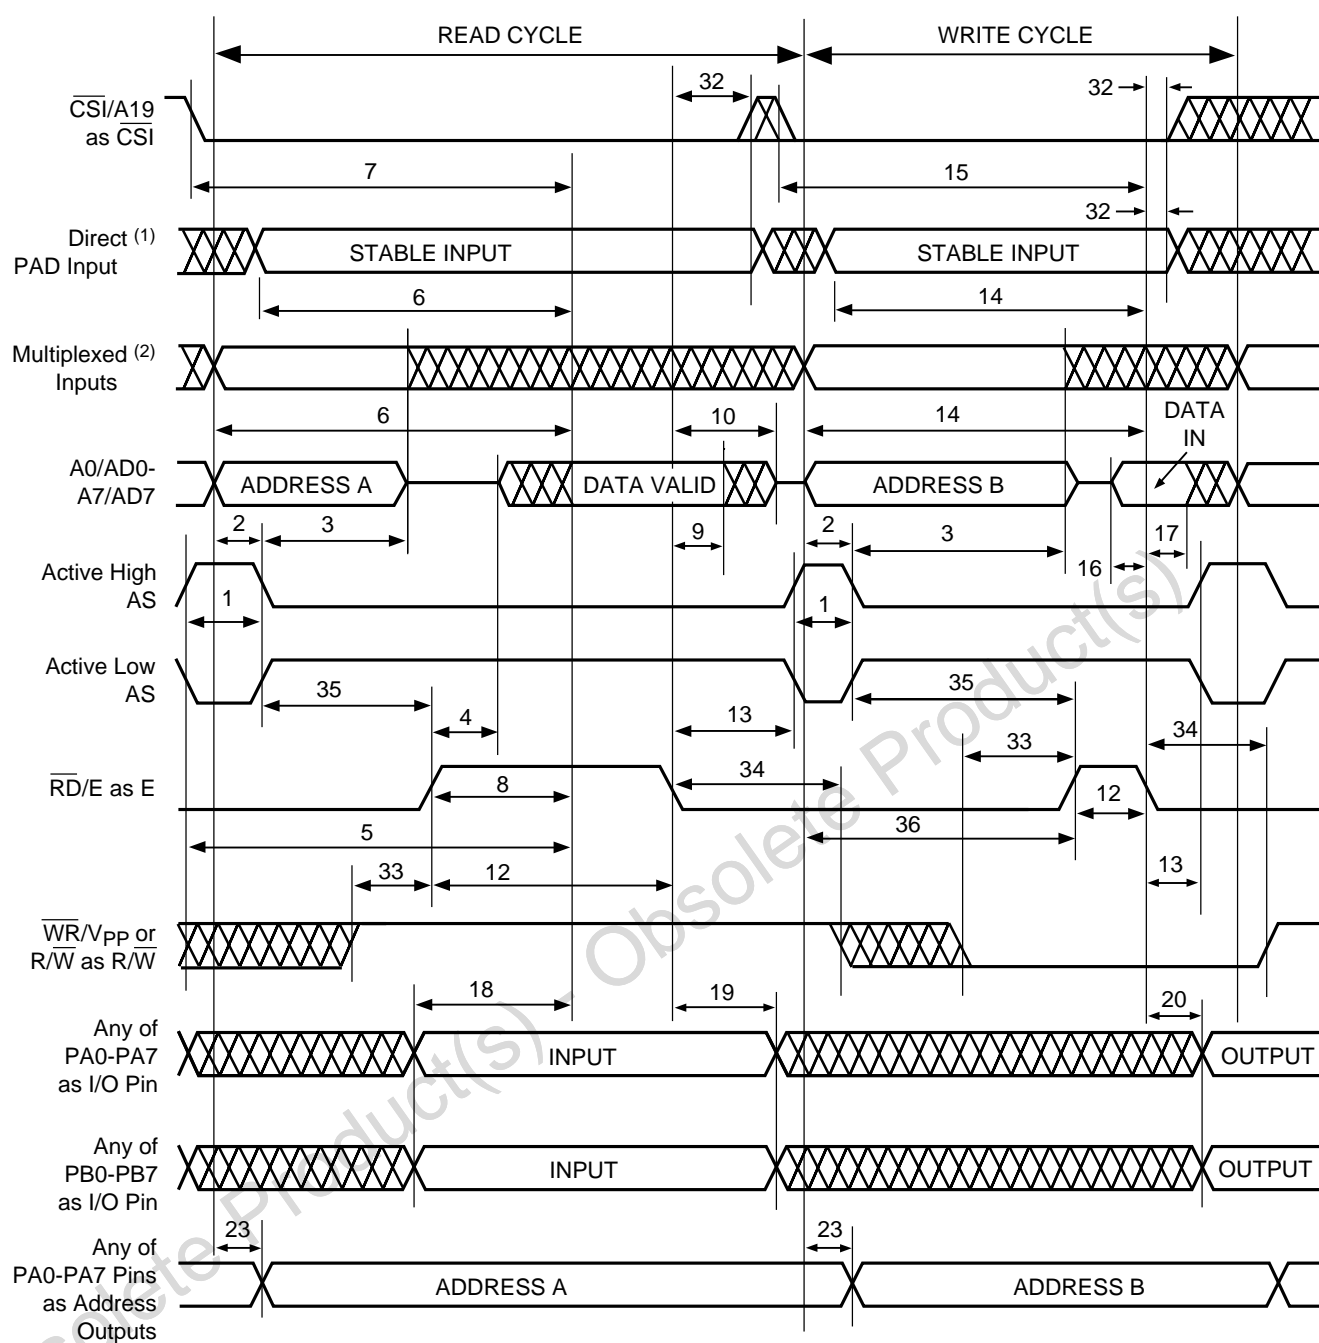 READ CYCLE WRITE CYCLE
32 32
CSI/A19
as CSI
7 15
32
Direct (1)
PAD Input
STABLE INPUT STABLE INPUT
6 14
Multiplexed (2)
Inputs
6 10 14 DATA
IN
A0/AD0-
A7/AD7
ADDRESS A DATA VALID ADDRESS B
2 3 9 2 3 16 17
Active High
AS
1 1
Active Low
AS
35 4 13 35 34
33
RD/E as E
8 34 12
5 36
33 12 13
WR/VPP or
R/W as R/W
18 19 20
Any of
PA0-PA7
as I/O Pin
INPUT OUTPUT
Any of
PB0-PB7
as I/O Pin
INPUT OUTPUT
23 23
Any of
PA0-PA7 Pins
as Address
Outputs
ADDRESS A ADDRESS B
solete Product(s) - Obsolete Product(s)